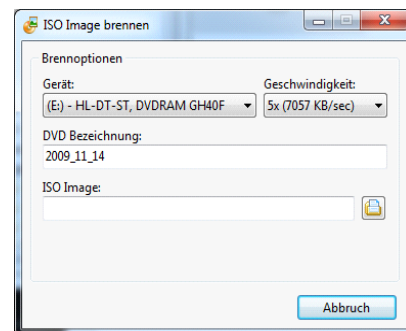 ISO Image brennen
Brennoptionen
Gerät: Geschwindigkeit:
(E:) - HL-DT-ST, DVDRAM GH40F 5x (7057 KB/sec)
DVD Bezeichnung:
2009_11_14
ISO Image:
Abbruch